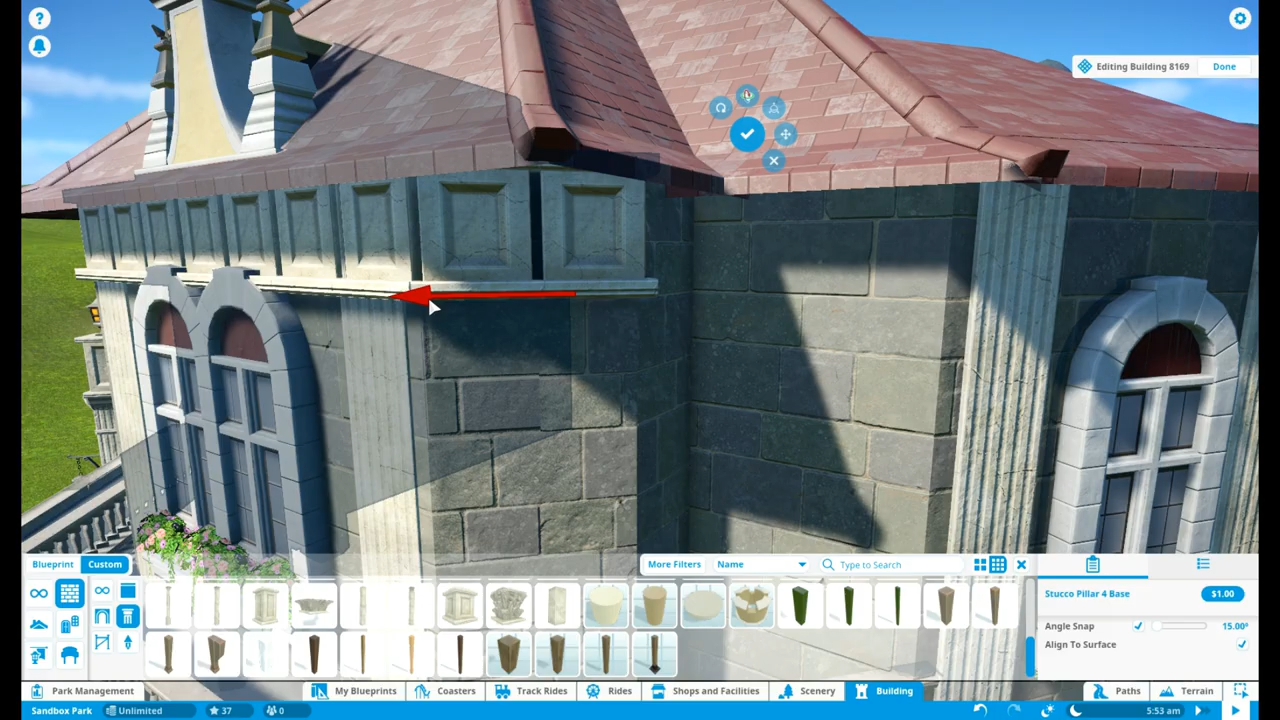 ?
Editing Building 8169
Done
Blueprint
Custom
More Filters
Name
Type to Search
Stucco Pillar 4 Base
$1.00
Angle Snap
15.00°
Align To Surface
Park Management
My Blueprints
Coasters
Track Rides
Rides
Shops and Facilities
Scenery
Building
Paths
Terrain
Sandbox Park
Unlimited
37
0
5:53 am